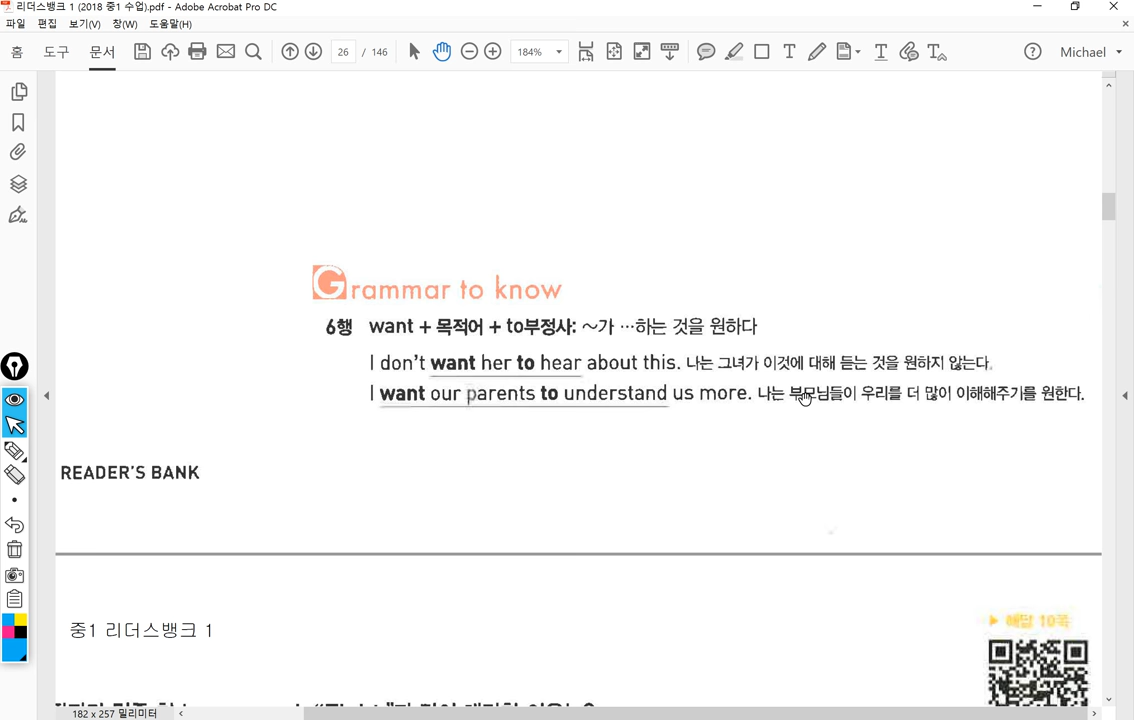 리더스뱅크 1 (2018 중1 수업).pdf - Adobe Acrobat Pro DC
파일 편집 보기(V) 창(W) 도움말(H)
홈 도구 문서 26 / 146 184% Michael
Grammar to know
6행 want + 목적어 + to부정사: ~가 …하는 것을 원하다
I don't want her to hear about this. 나는 그녀가 이것에 대해 듣는 것을 원하지 않는다.
I want our parents to understand us more. 나는 부모님들이 우리를 더 많이 이해해주기를 원한다.
READER'S BANK
중1 리더스뱅크 1
▶ 해답 10쪽
182 x 257 밀리미터